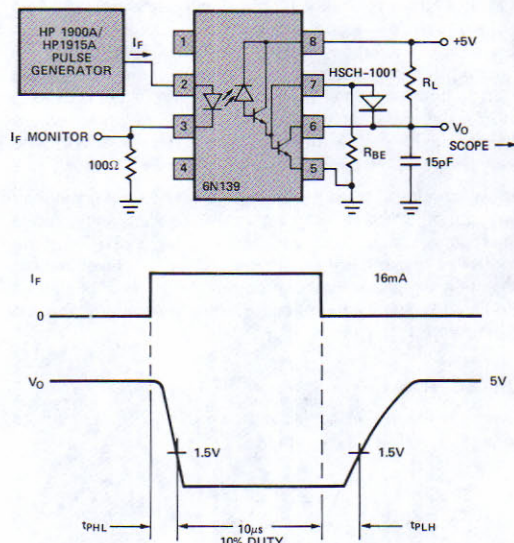 HP 1900A/
HP1915A
PULSE
GENERATOR
IF
1
2
3
4
8
7
6
5
6N139
HSCH-1001
+5V
RL
VO
SCOPE
RBE
15pF
IF MONITOR
100Ω
IF
0
16mA
VO
5V
1.5V
1.5V
tPHL
10μs
10% DUTY
tPLH